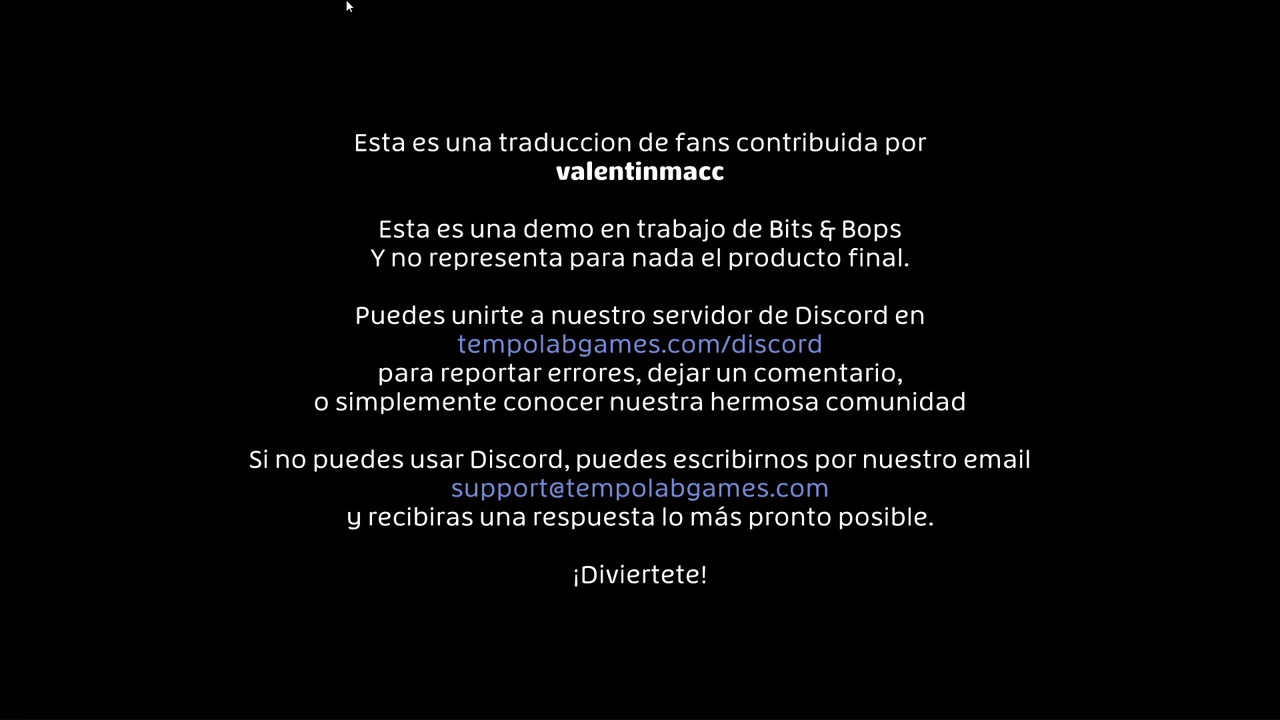 Esta es una traduccion de fans contribuida por
valentinmacc
Esta es una demo en trabajo de Bits & Bops
Y no representa para nada el producto final.
Puedes unirte a nuestro servidor de Discord en
tempolabgames.com/discord
para reportar errores, dejar un comentario,
o simplemente conocer nuestra hermosa comunidad
Si no puedes usar Discord, puedes escribirnos por nuestro email
support@tempolabgames.com
y recibiras una respuesta lo más pronto posible.
¡Diviertete!